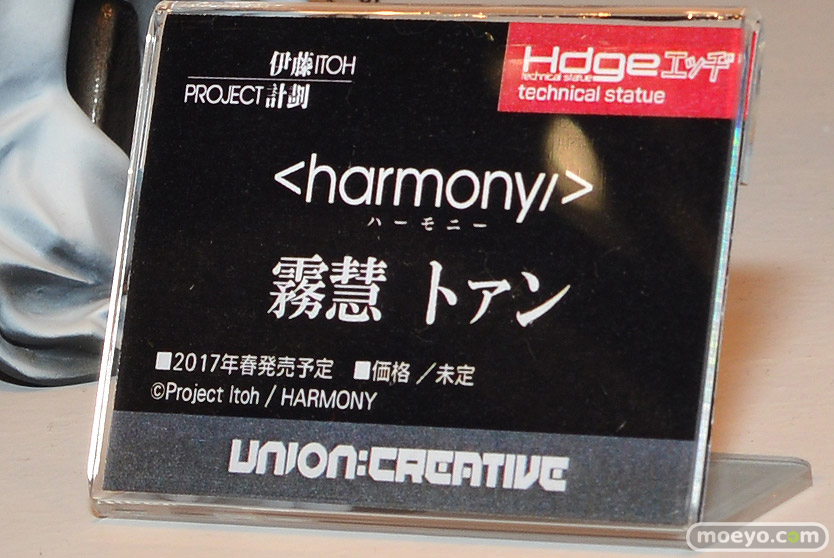 伊藤ITOH
PROJECT計劃
Hdgeエッヂ
technical statue
technical statue
<harmony/>
ハーモニー
霧慧 トァン
■2017年春発売予定 ■価格/未定
©Project Itoh / HARMONY
UNION:CREATIVE
moeyo.com